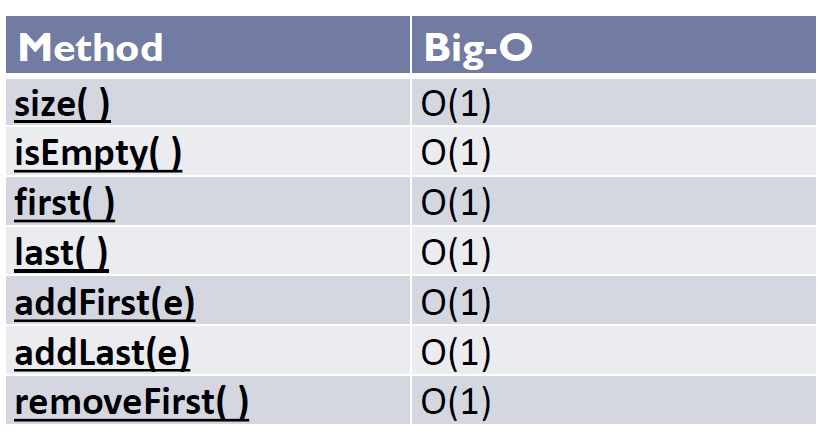 Method Big-O
size( ) O(1)
isEmpty( ) O(1)
first( ) O(1)
last( ) O(1)
addFirst(e) O(1)
addLast(e) O(1)
removeFirst( ) O(1)